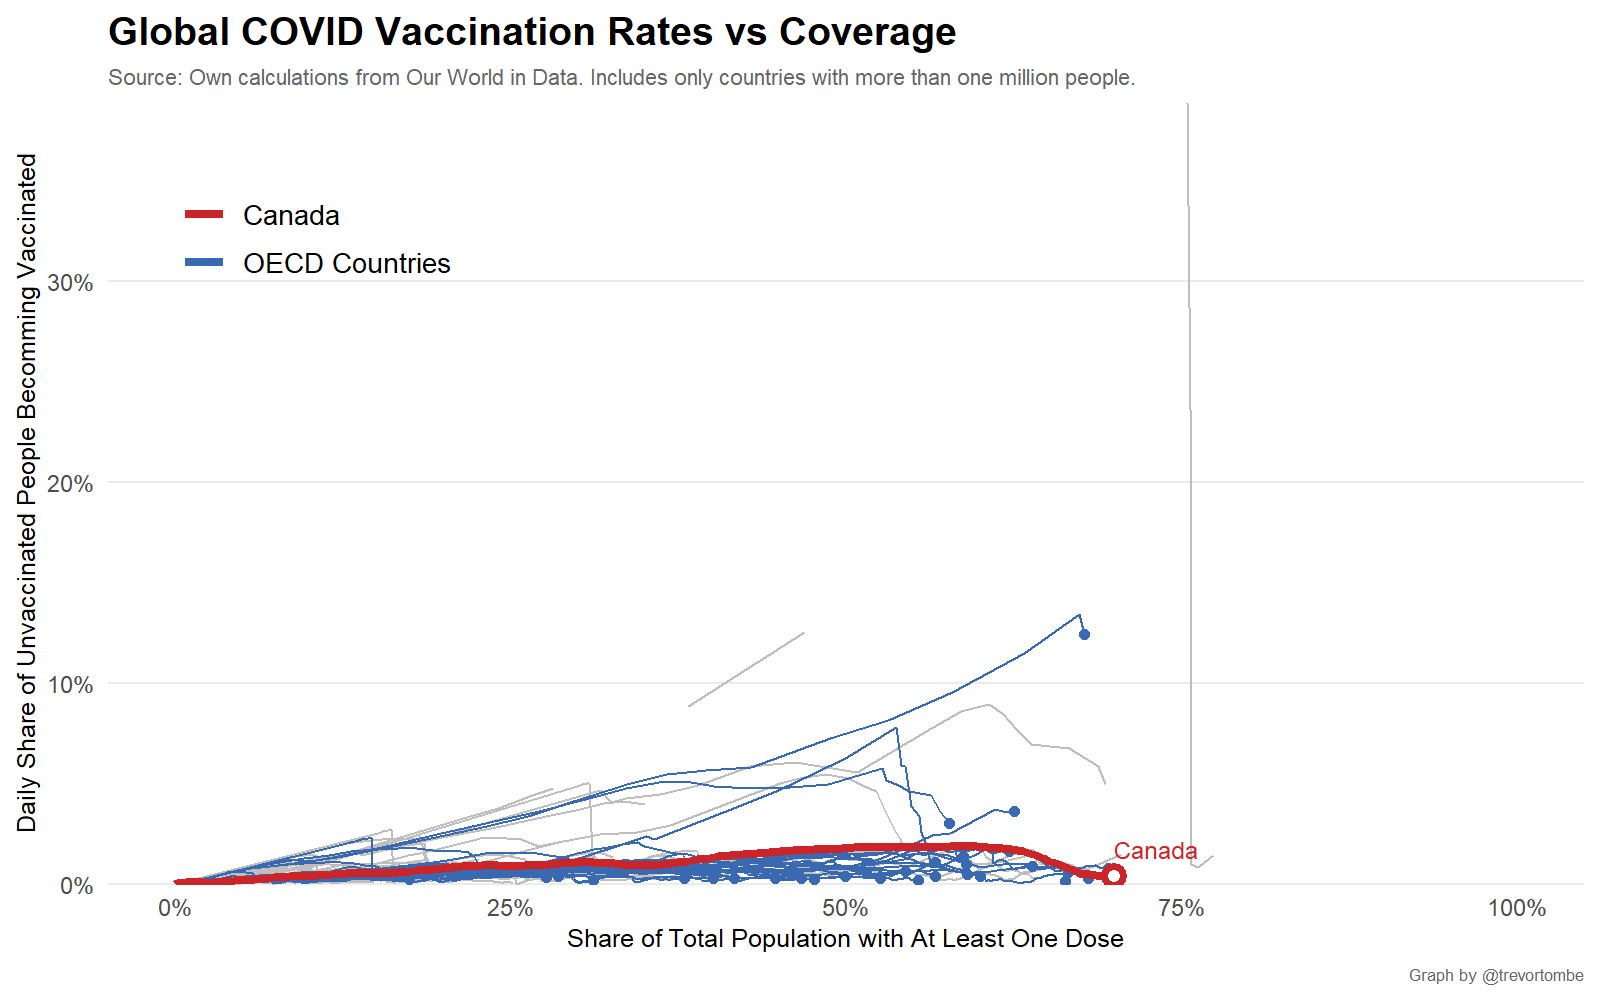 Global COVID Vaccination Rates vs Coverage
Source: Own calculations from Our World in Data. Includes only countries with more than one million people.
Daily Share of Unvaccinated People Becomming Vaccinated
Canada
OECD Countries
30%
20%
10%
0%
Canada
0%
25%
50%
75%
100%
Share of Total Population with At Least One Dose
Graph by @trevortombe